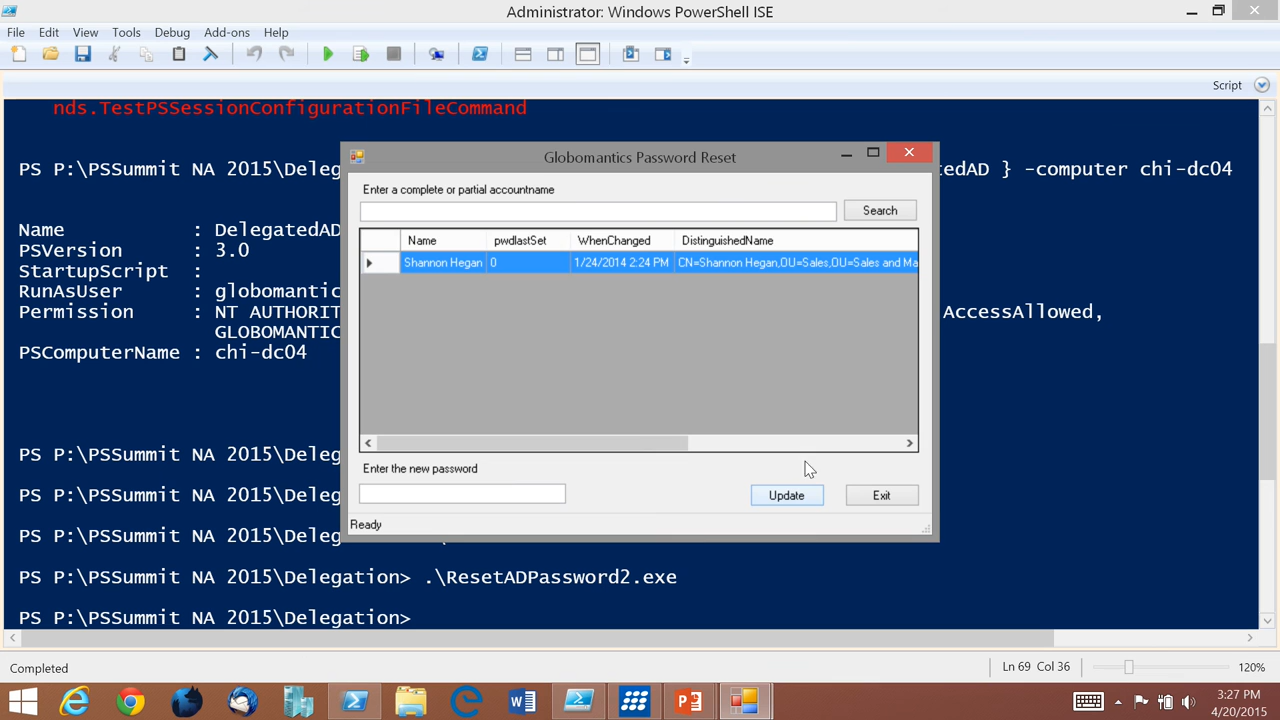 Administrator: Windows PowerShell ISE
File Edit View Tools Debug Add-ons Help
Script
nds.TestPSSessionConfigurationFileCommand
PS P:\PSSummit NA 2015\Deleg
tedAD } -computer chi-dc04
Name : DelegatedAD
PSVersion : 3.0
StartupScript :
RunAsUser : globomantic
Permission : NT AUTHORIT
AccessAllowed,
GLOBOMANTIC
PSComputerName : chi-dc04
PS P:\PSSummit NA 2015\Deleg
PS P:\PSSummit NA 2015\Deleg
PS P:\PSSummit NA 2015\Deleg
PS P:\PSSummit NA 2015\Delegation> .\ResetADPassword2.exe
PS P:\PSSummit NA 2015\Delegation>
Globomantics Password Reset
Enter a complete or partial accountname
Search
Name pwdlastSet WhenChanged DistinguishedName
Shannon Hegan 0 1/24/2014 2:24 PM CN=Shannon Hegan,OU=Sales,OU=Sales and Ma
Enter the new password
Update Exit
Ready
Completed Ln 69 Col 36 120%
3:27 PM
4/20/2015